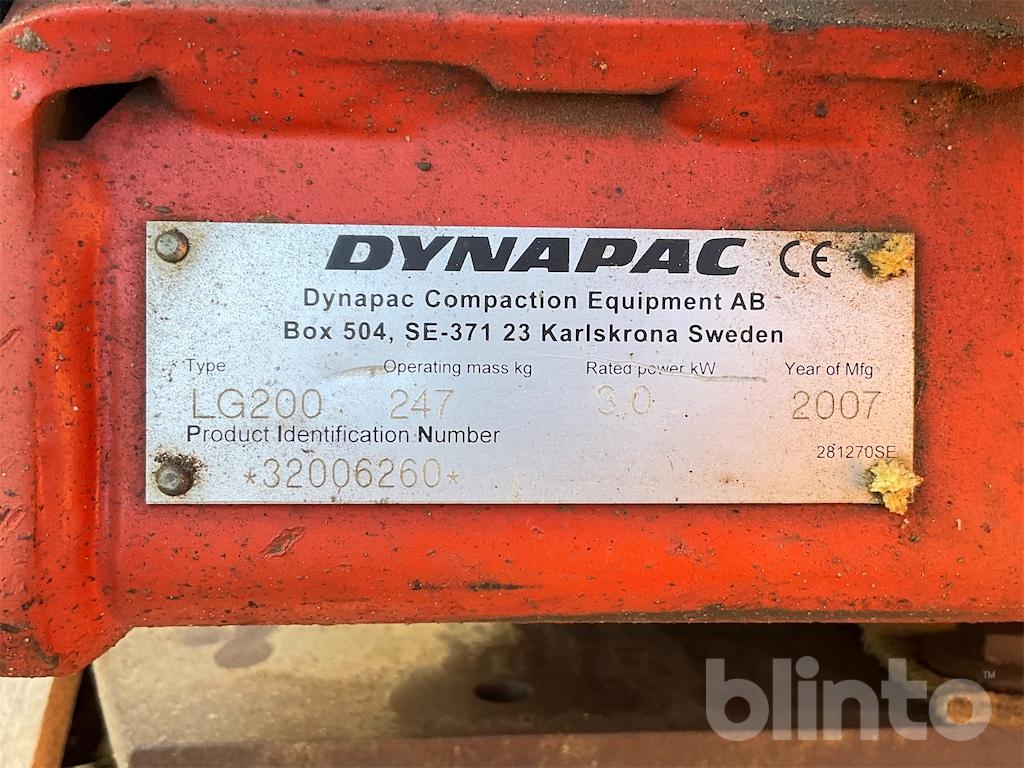 DYNAPAC CE
Dynapac Compaction Equipment AB
Box 504, SE-371 23 Karlskrona Sweden
Type Operating mass kg Rated power kW Year of Mfg
LG200 247 3,0 2007
Product Identification Number
281270SE
*32006260*
blinto™